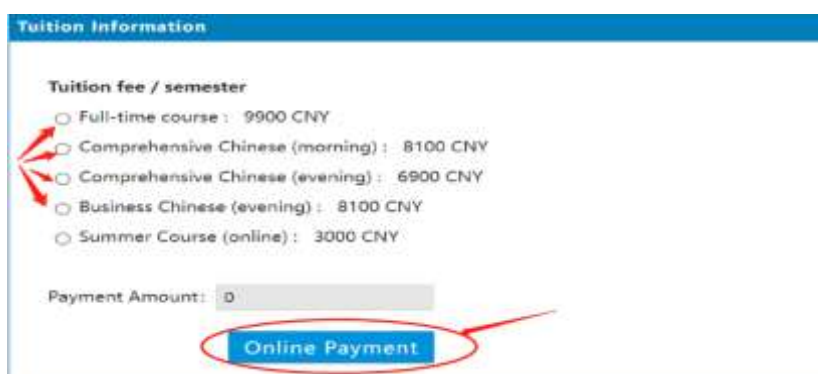 Tuition Information
Tuition fee / semester
Full-time course : 9900 CNY
Comprehensive Chinese (morning) : 8100 CNY
Comprehensive Chinese (evening) : 6900 CNY
Business Chinese (evening) : 8100 CNY
Summer Course (online) : 3000 CNY
Payment Amount: 0
Online Payment